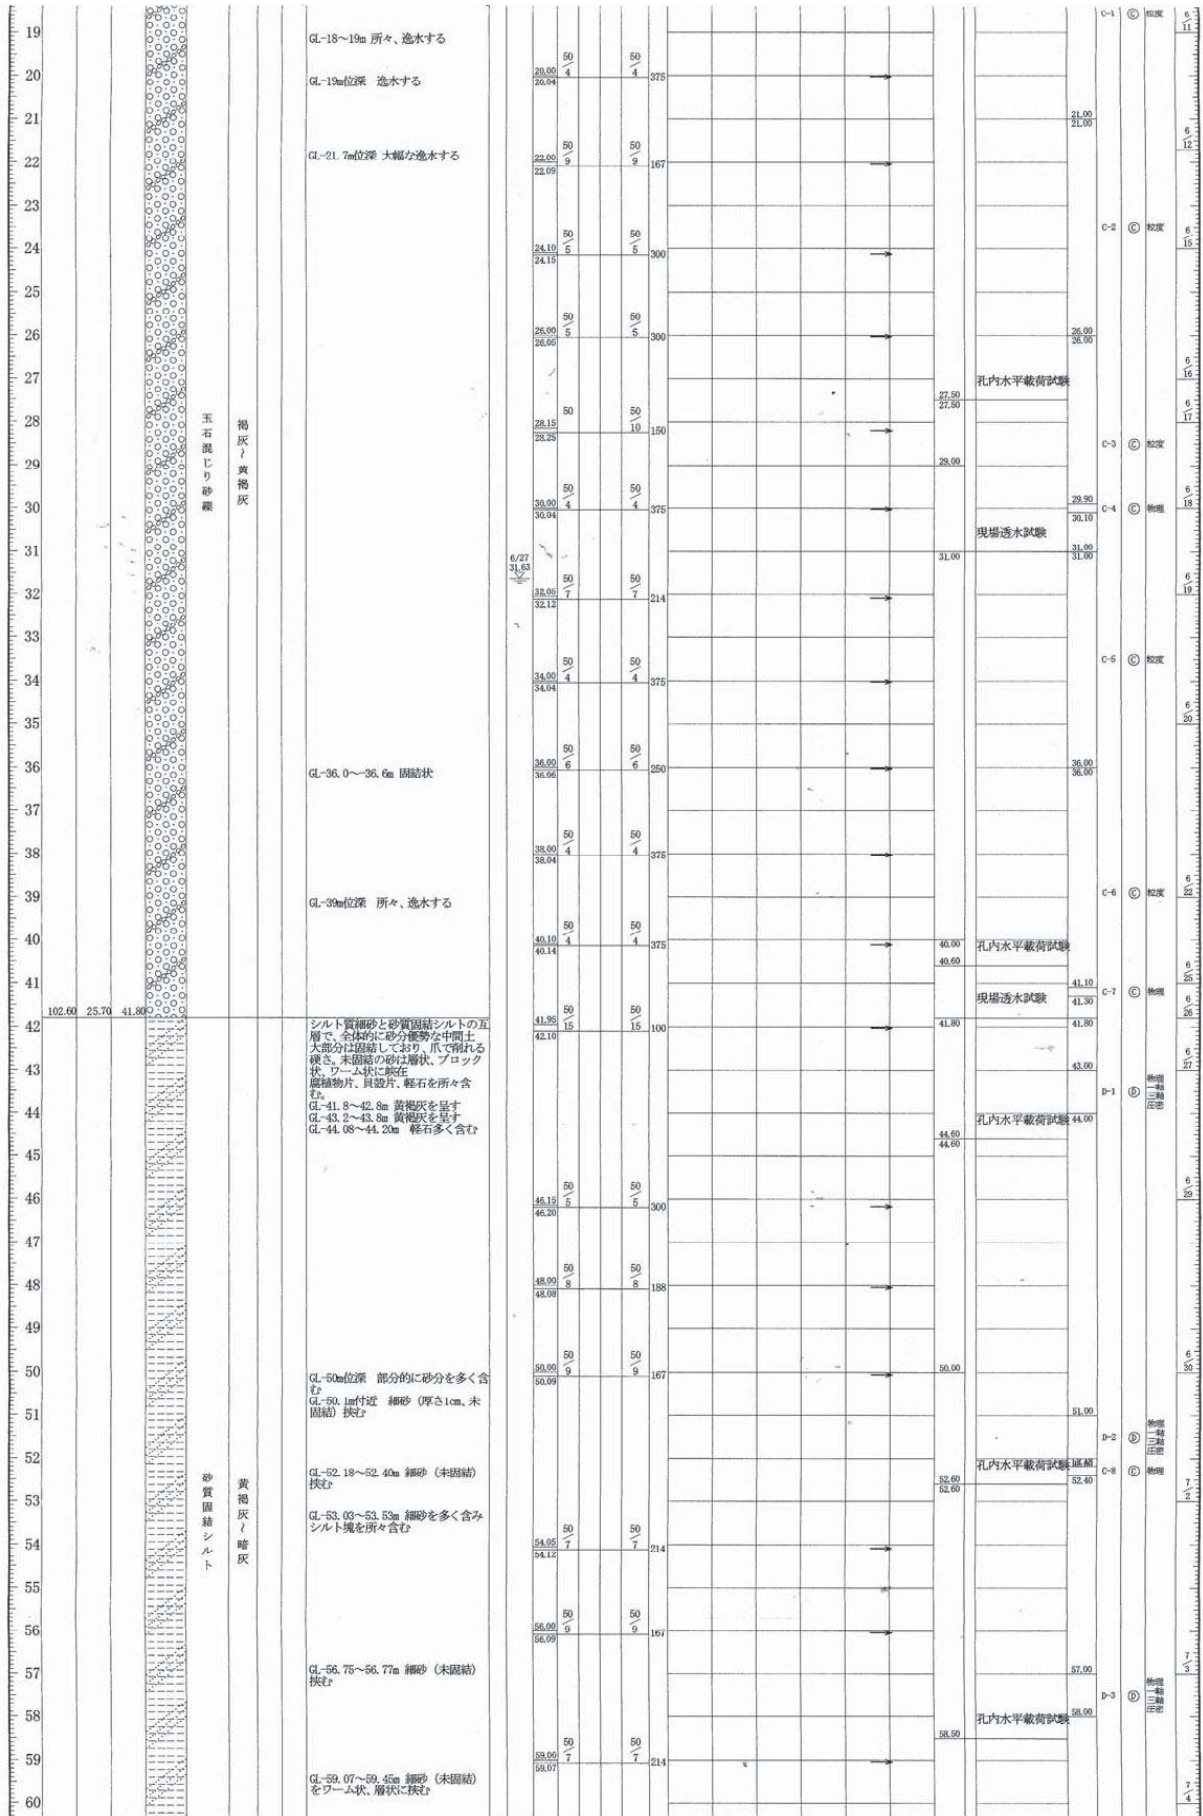 19
20
21
22
23
24
25
26
27
28
29
30
31
32
33
34
35
36
37
38
39
40
41
42
43
44
45
46
47
48
49
50
51
52
53
54
55
56
57
58
59
60
102.60 25.70 41.80
玉石混じり砂礫
褐灰～黄褐灰
砂質固結シルト
黄褐灰～暗灰
GL-18～19m 所々、逸水する
GL-19m位深 逸水する
GL-21.7m位深 大幅な逸水する
GL-36.0～-36.6m 固結状
GL-39m位深 所々、逸水する
シルト質細砂と砂質固結シルトの互
層で、全体的に砂分優勢な中間土
大部分は固結しており、爪で削れる
硬さ。未固結の砂は層状、ブロック
状、ワーム状に挟在
腐植物片、貝殻片、軽石を所々含
む。
GL-41.8～42.8m 黄褐灰を呈す
GL-43.2～43.8m 黄褐灰を呈す
GL-44.08～44.20m 軽石多く含む
GL-50m位深 部分的に砂分を多く含
む
GL-50.1m付近 細砂（厚さ1cm、未
固結）挟む
GL-52.18～52.40m 細砂（未固結）
挟む
GL-53.03～53.53m 細砂を多く含み
シルト塊を所々含む
GL-56.75～56.77m 細砂（未固結）
挟む
GL-59.07～59.45m 細砂（未固結）
をワーム状、層状に挟む
6/27
31.63
20.00 50/4 50/4 375
20.04
22.00 50/9 50/9 167
22.09
24.10 50/5 50/5 300
24.15
26.00 50/5 50/5 300
26.05
28.15 50 50/10 150
28.25
30.00 50/4 50/4 375
30.04
32.05 50/7 50/7 214
32.12
34.00 50/4 50/4 375
34.04
36.00 50/6 50/6 250
36.06
38.00 50/4 50/4 375
38.04
40.10 50/4 50/4 375
40.14
41.95 50/15 50/15 100
42.10
46.15 50/5 50/5 300
46.20
48.00 50/8 50/8 188
48.08
50.00 50/9 50/9 167
50.09
54.05 50/7 50/7 214
54.12
56.00 50/9 50/9 167
56.09
59.00 50/7 50/7 214
59.07
孔内水平載荷試験
27.50
27.50
29.00
現場透水試験
31.00
40.00 孔内水平載荷試験
40.60
現場透水試験
41.80
孔内水平載荷試験
44.60
44.60
50.00
孔内水平載荷試験
52.60
52.60
孔内水平載荷試験
58.50
C-1 Ⓒ 粒度
21.00
21.00
C-2 Ⓒ 粒度
26.00
26.00
C-3 Ⓒ 粒度
29.90
C-4 Ⓒ 物理
30.10
31.00
31.00
C-5 Ⓒ 粒度
36.00
36.00
C-6 Ⓒ 粒度
41.10
C-7 Ⓒ 物理
41.30
41.80
43.00
D-1 Ⓓ 物理 一軸 三軸 圧密
44.00
51.00
D-2 Ⓓ 物理 一軸 三軸 圧密
C-8 Ⓒ 物理
52.40
57.00
D-3 Ⓓ 物理 一軸 三軸 圧密
58.00
6/11
6/12
6/15
6/16
6/17
6/18
6/19
6/20
6/22
6/25
6/26
6/27
6/29
6/30
7/2
7/3
7/4